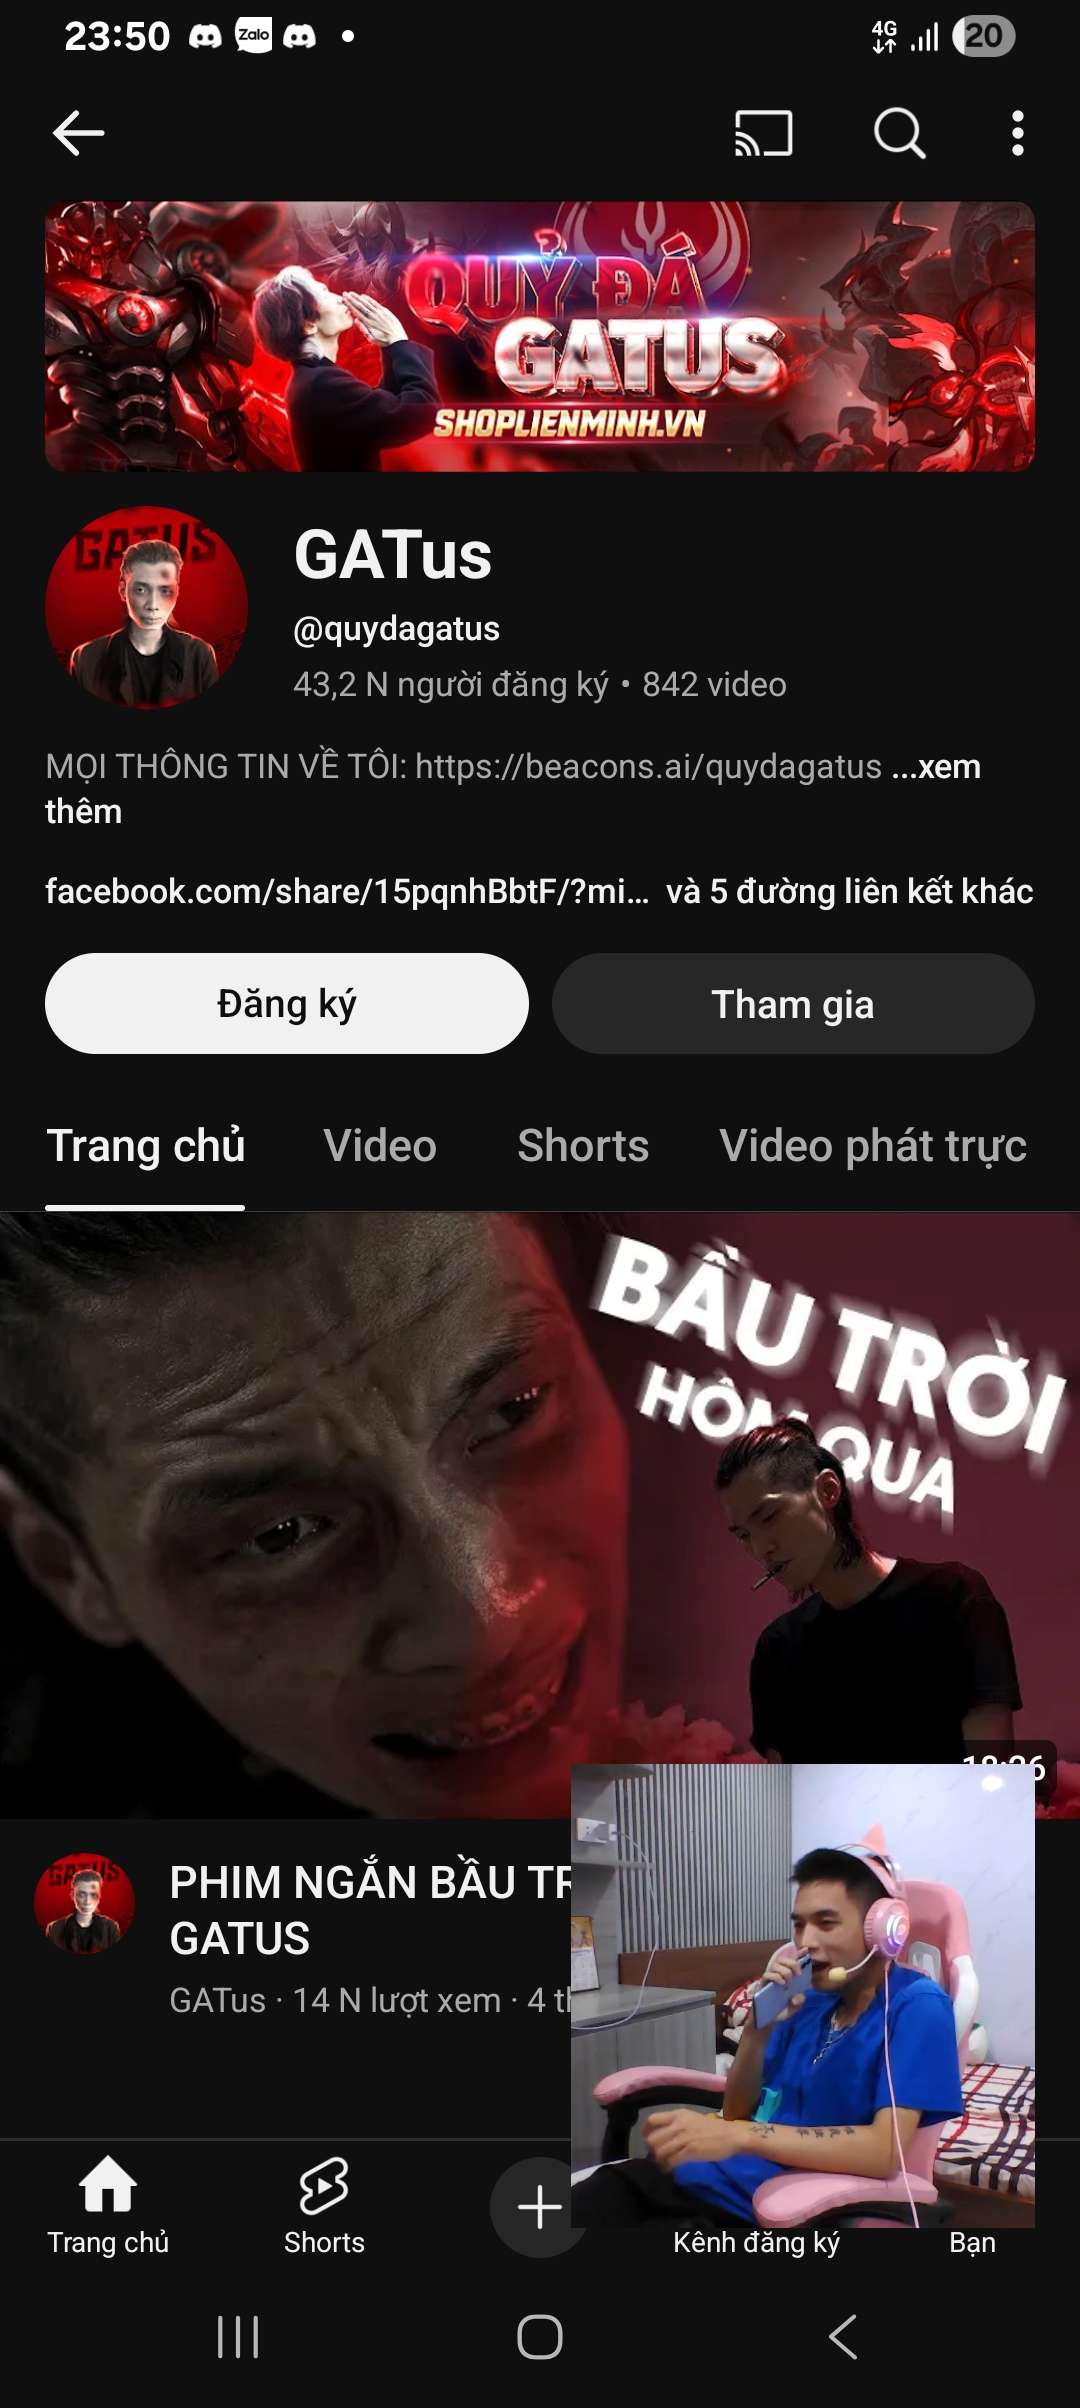 23:50
Zalo
4G
20
QUỶ ĐÁ
GATUS
SHOPLIENMINH.VN
GATUS
GATus
@quydagatus
43,2 N người đăng ký • 842 video
MỌI THÔNG TIN VỀ TÔI: https://beacons.ai/quydagatus ...xem
thêm
facebook.com/share/15pqnhBbtF/?mi... và 5 đường liên kết khác
Đăng ký
Tham gia
Trang chủ
Video
Shorts
Video phát trực
BẦU TRỜI
HÔM QUA
GATUS
PHIM NGẮN BẦU TR
GATUS
GATus · 14 N lượt xem · 4 th
Trang chủ
Shorts
Kênh đăng ký
Bạn